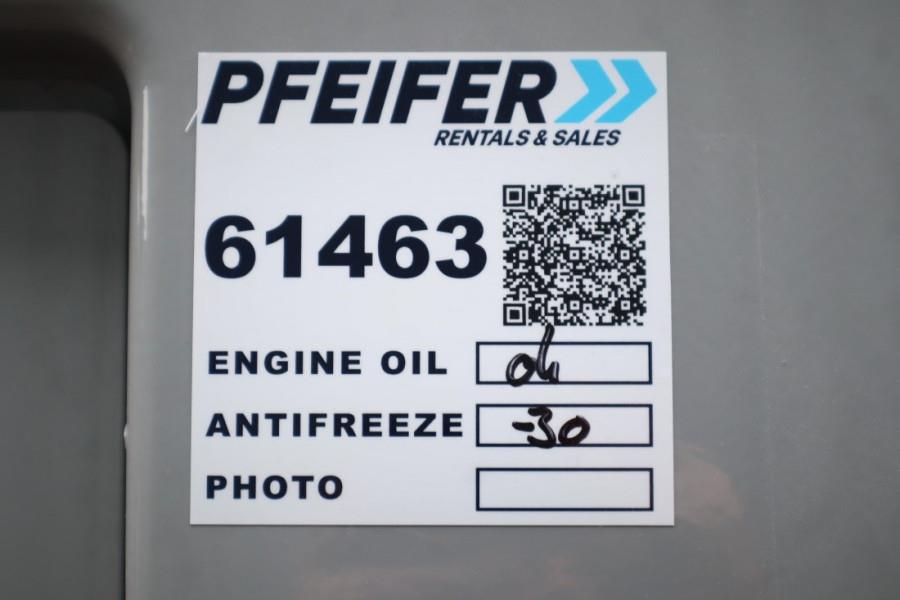 PFEIFER
RENTALS & SALES
61463
ENGINE OIL ok
ANTIFREEZE -30
PHOTO